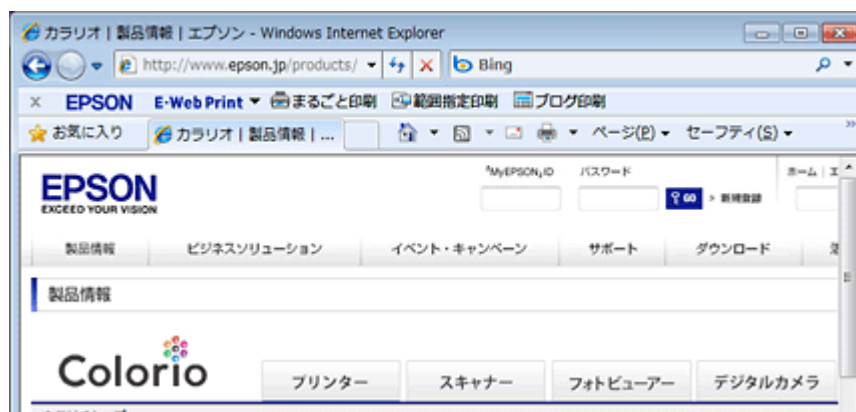 カラリオ | 製品情報 | エプソン - Windows Internet Explorer
http://www.epson.jp/products/ Bing
× EPSON E-Web Print まるごと印刷 範囲指定印刷 ブログ印刷
お気に入り カラリオ | 製品情報 | ... ページ(P) セーフティ(S) »
EPSON
EXCEED YOUR VISION
「MyEPSON」ID パスワード ホーム |
GO > 新規登録
製品情報 ビジネスソリューション イベント・キャンペーン サポート ダウンロード
製品情報
Colorio プリンター スキャナー フォトビューアー デジタルカメラ